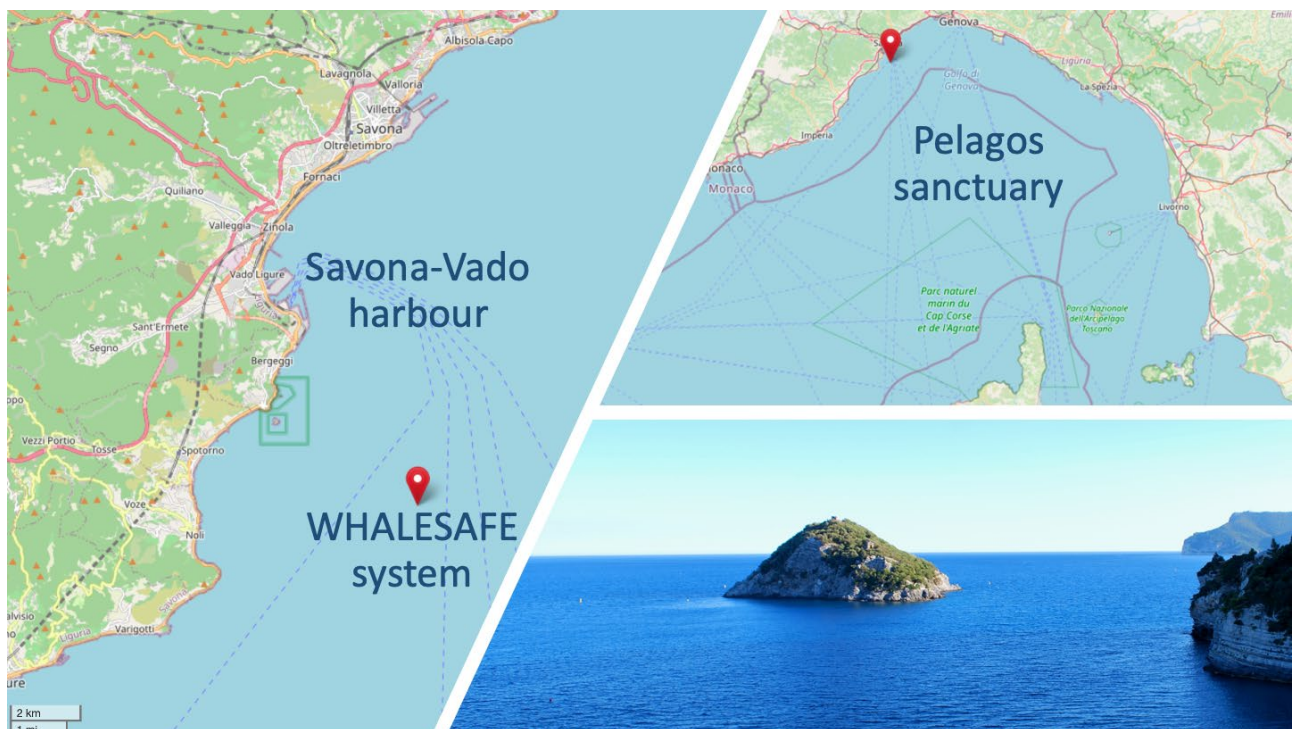 Albisola Capo
Lavagnola
Valloria
Villetta
Savona
Oltreletimbro
Fornaci
Quiliano
Valleggia
Zinola
Savona-Vado
harbour
Vado Ligure
Liguria
Sant'Ermete
Segno
Bergeggi
Vezzi Portio
Tosse
Spotorno
Voze
Noli
WHALESAFE
system
Savona
Varigotti
Liguria
2 km
Genova
Liguria
Golfo di
Genova
La Spezia
Imperia
Monaco
Pelagos
sanctuary
Livorno
Parc naturel
marin du
Cap Corse
et de l'Agriate
Parco Nazionale
dell'Arcipelago
Toscano